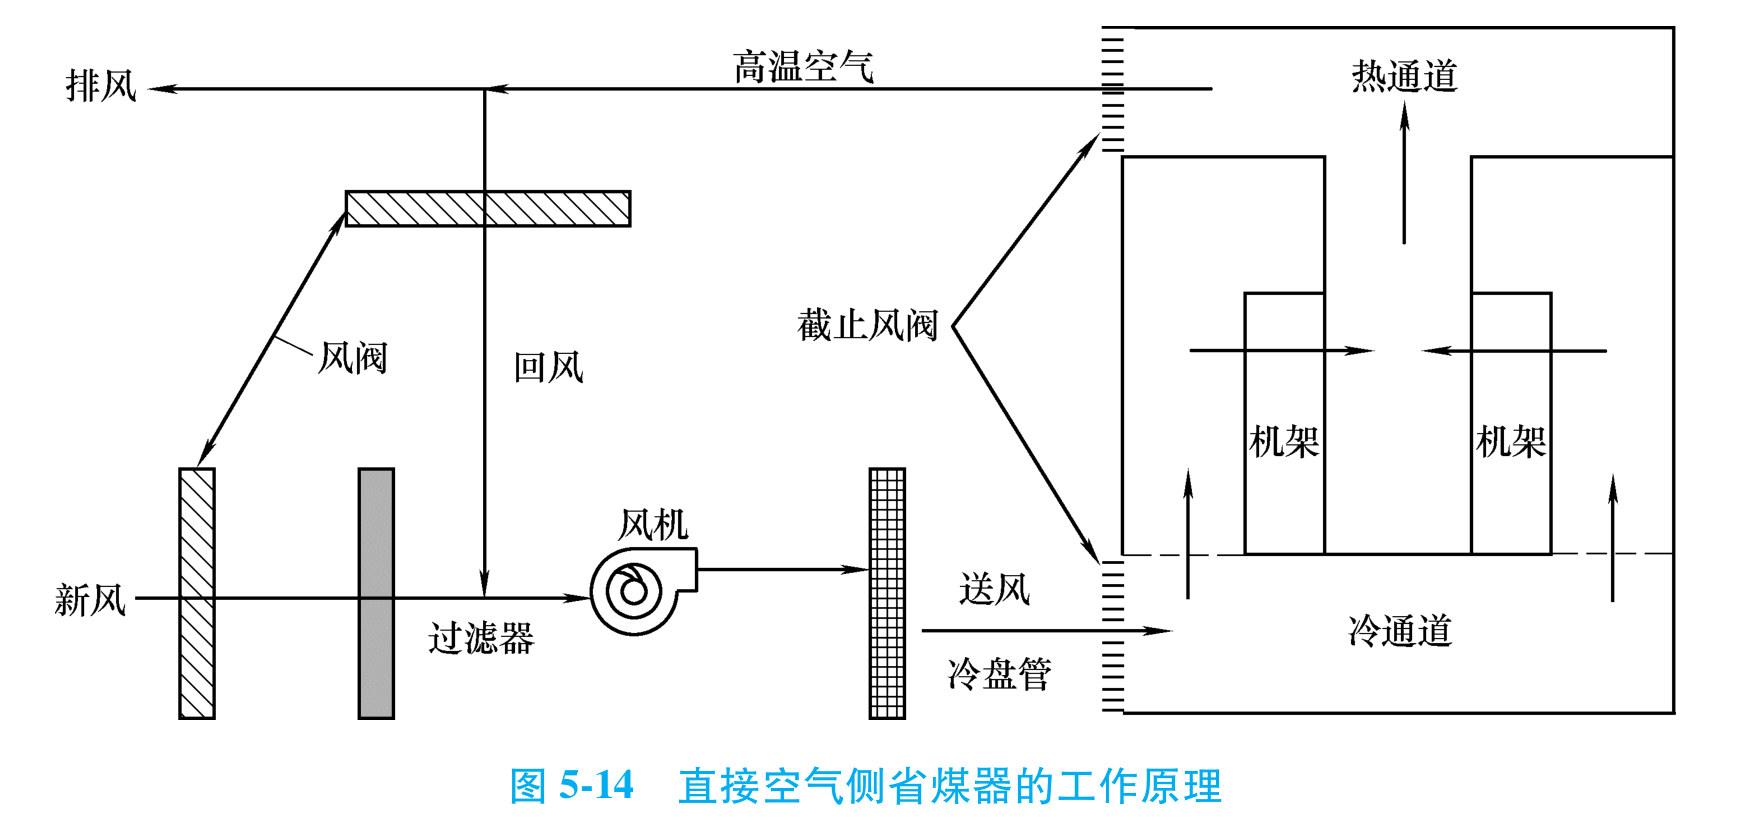 排风
高温空气
热通道
风阀
回风
截止风阀
机架
机架
风机
新风
过滤器
送风
冷盘管
冷通道
图 5-14 直接空气侧省煤器的工作原理